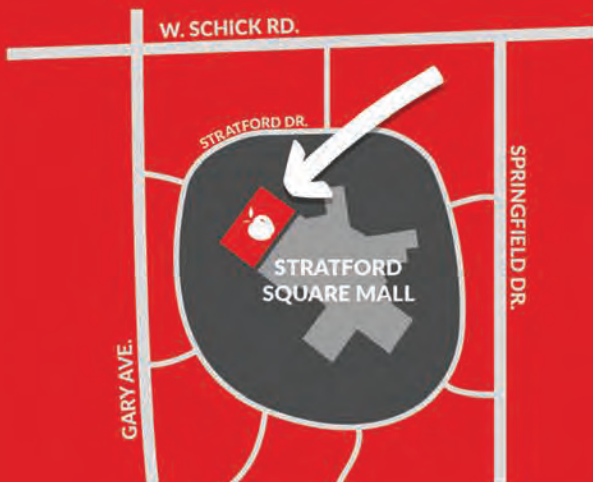 W. SCHICK RD.
STRATFORD DR.
SPRINGFIELD DR.
STRATFORD
SQUARE MALL
GARY AVE.